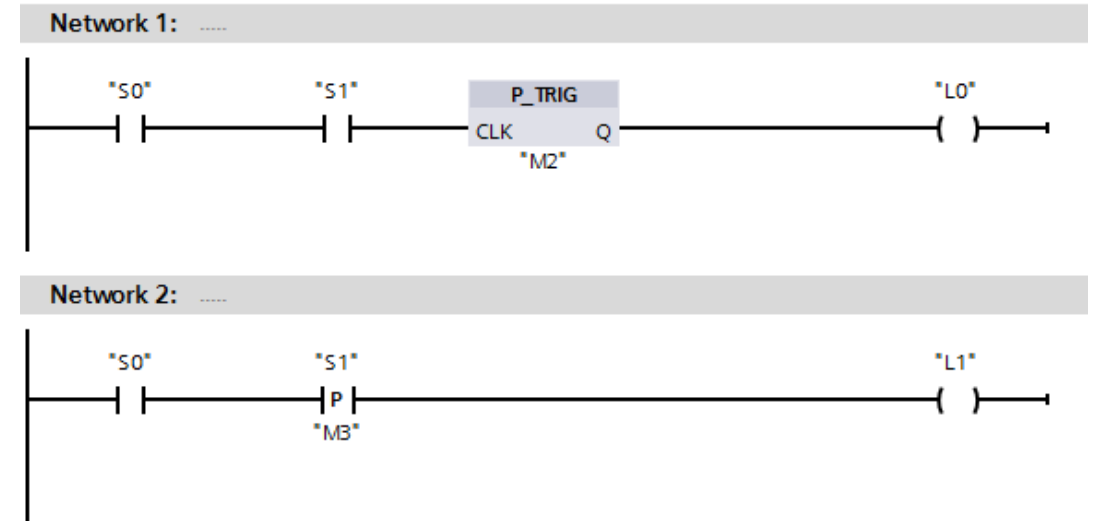 Network 1: .....
"S0" "S1" P_TRIG "L0"
CLK Q
"M2"
Network 2: .....
"S0" "S1" "L1"
P
"M3"